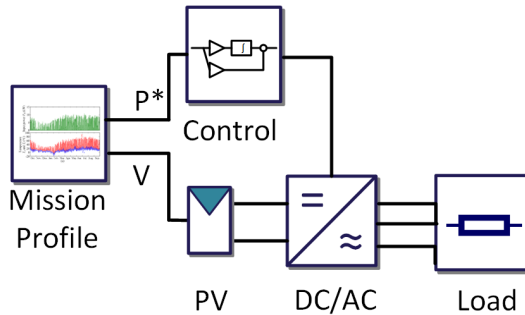 P*
Control
V
Mission
Profile
PV
DC/AC
Load